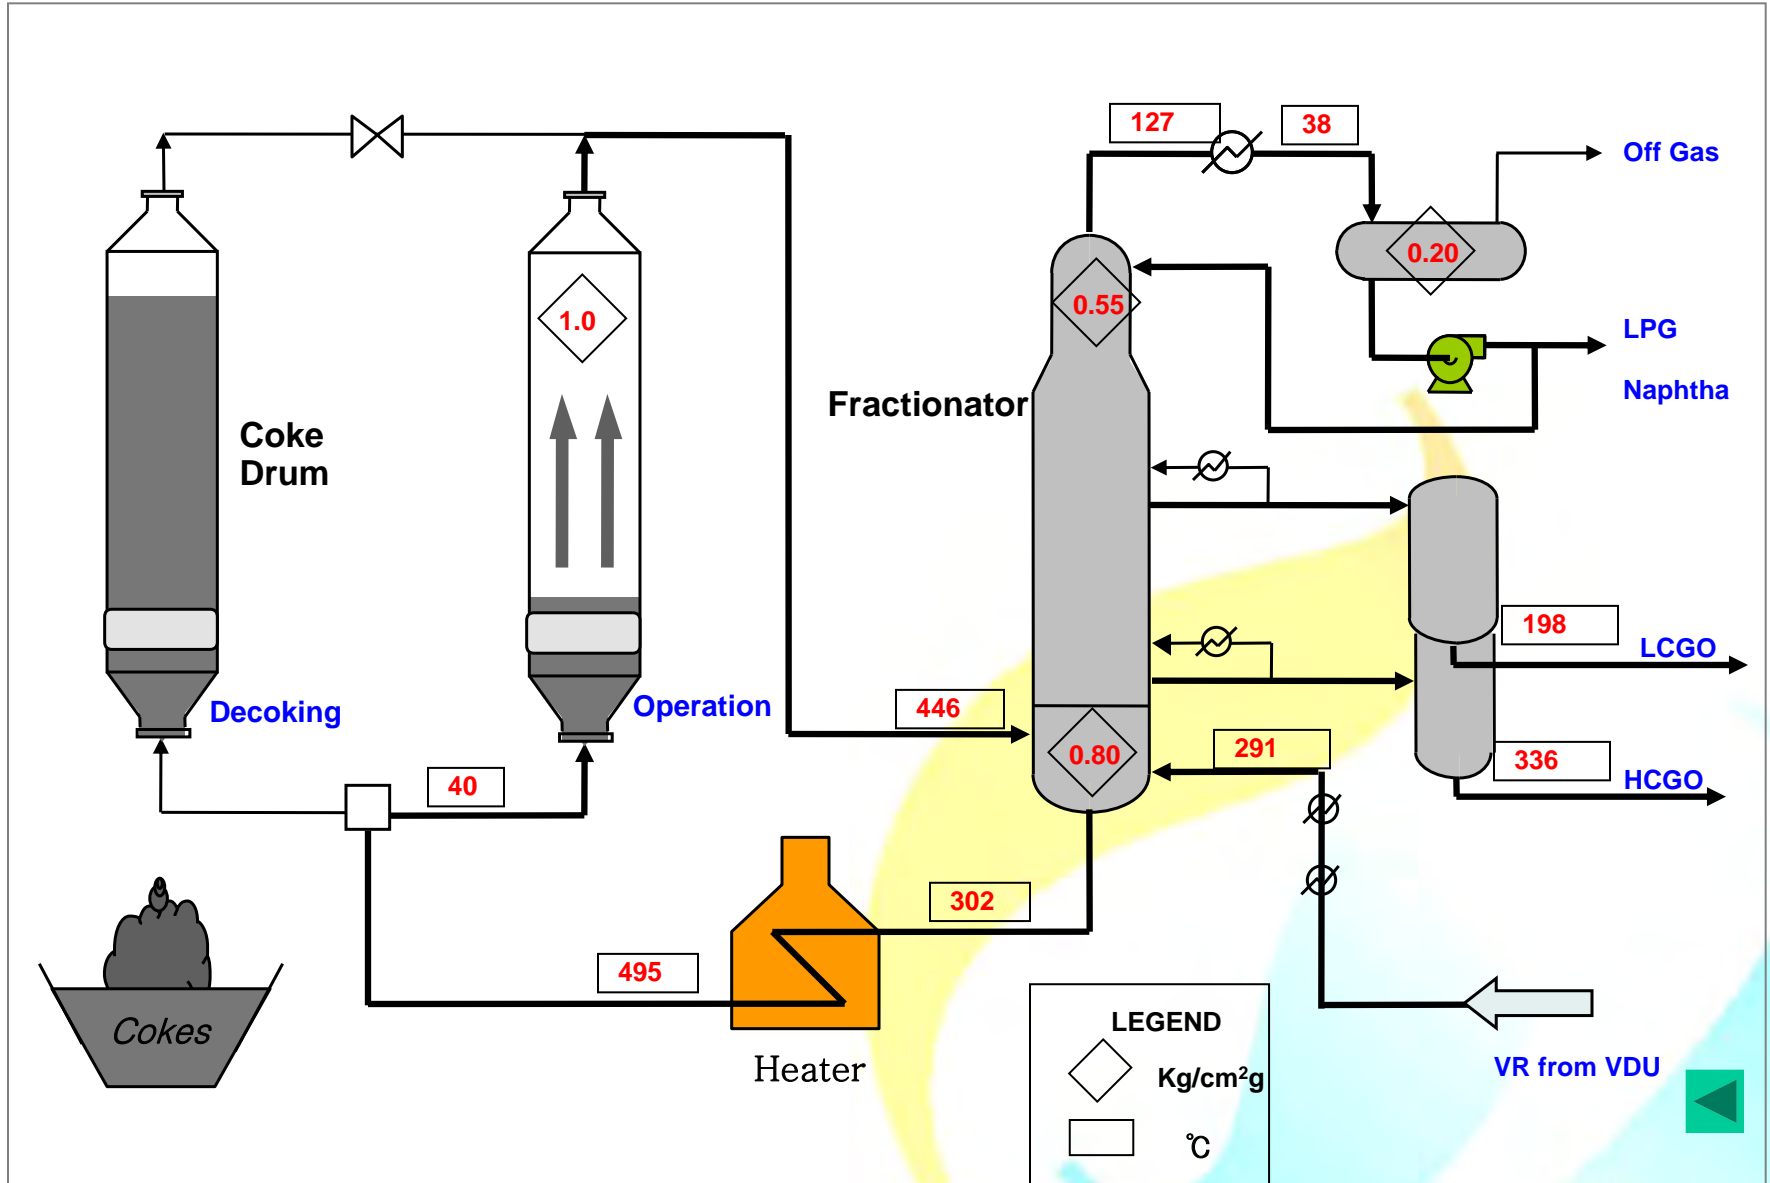 127
38
Off Gas
0.20
0.55
1.0
LPG
Naphtha
Fractionator
Coke
Drum
198
LCGO
Decoking
Operation
446
0.80
291
336
HCGO
40
302
495
Cokes
Heater
LEGEND
Kg/cm²g
℃
VR from VDU